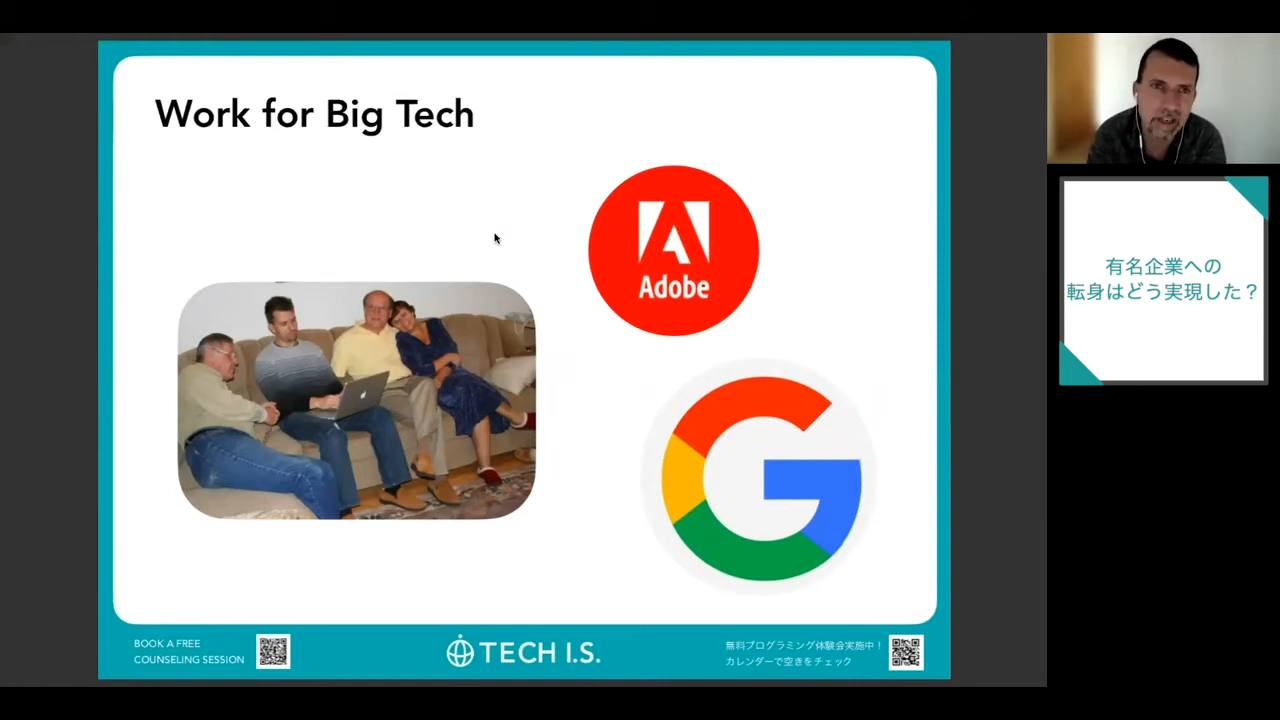 Work for Big Tech
Adobe
BOOK A FREE
COUNSELING SESSION
TECH I.S.
無料プログラミング体験会実施中！
カレンダーで空きをチェック
有名企業への
転身はどう実現した？